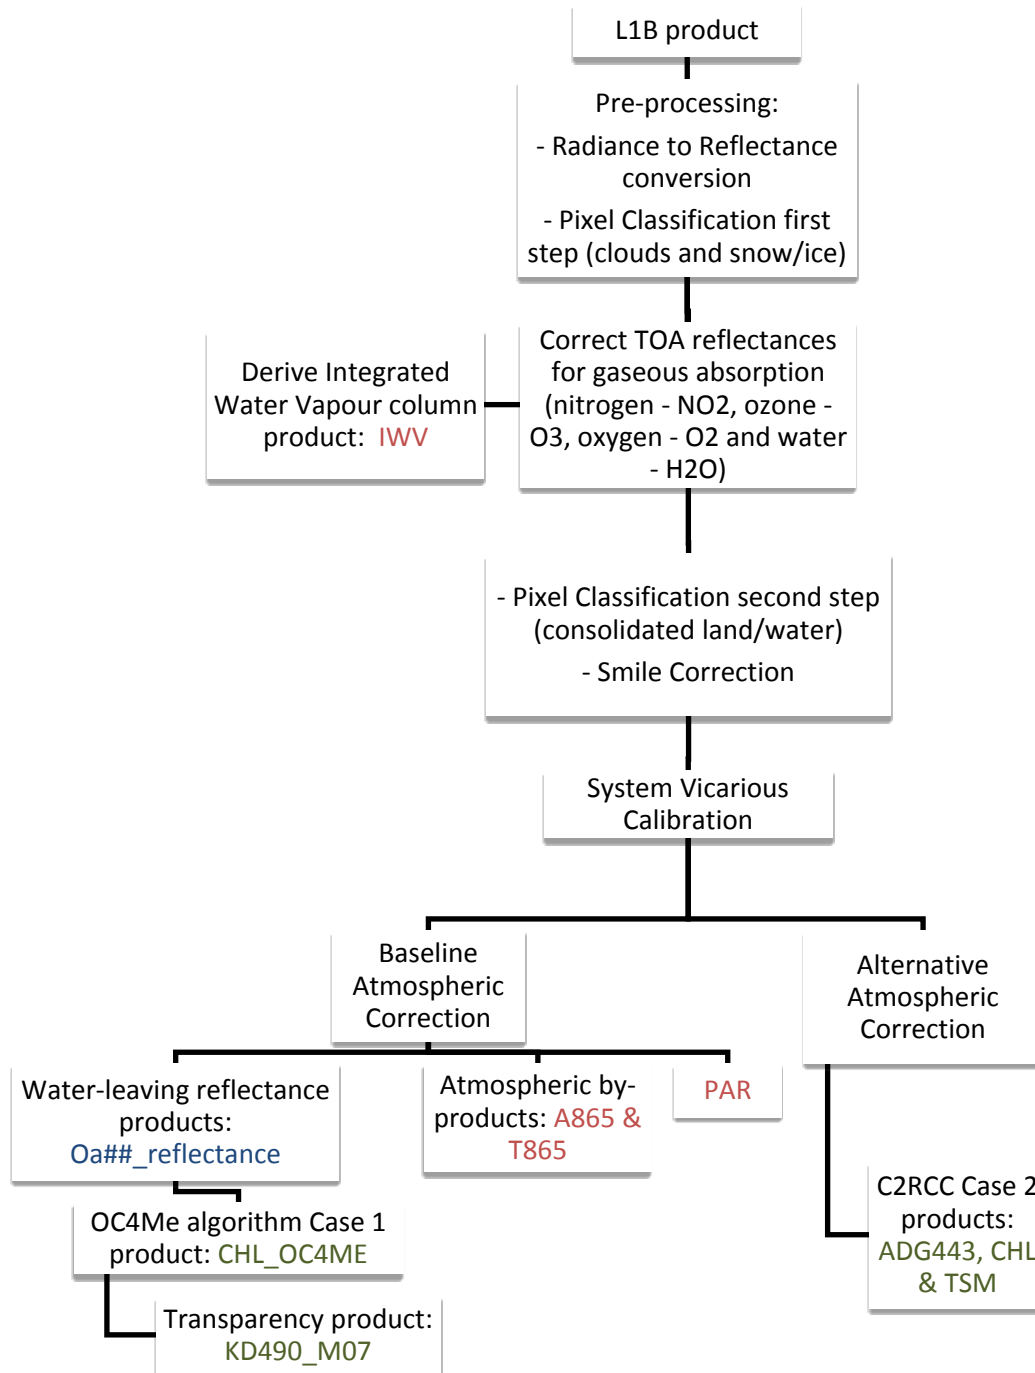 L1B product
Pre-processing:
- Radiance to Reflectance
conversion
- Pixel Classification first
step (clouds and snow/ice)
Derive Integrated
Water Vapour column
product: IWV
Correct TOA reflectances
for gaseous absorption
(nitrogen - NO2, ozone -
O3, oxygen - O2 and water
- H2O)
- Pixel Classification second step
(consolidated land/water)
- Smile Correction
System Vicarious
Calibration
Baseline
Atmospheric
Correction
Alternative
Atmospheric
Correction
Water-leaving reflectance
products:
Oa##_reflectance
Atmospheric by-
products: A865 &
T865
PAR
OC4Me algorithm Case 1
product: CHL_OC4ME
Transparency product:
KD490_M07
C2RCC Case 2
products:
ADG443, CHL
& TSM